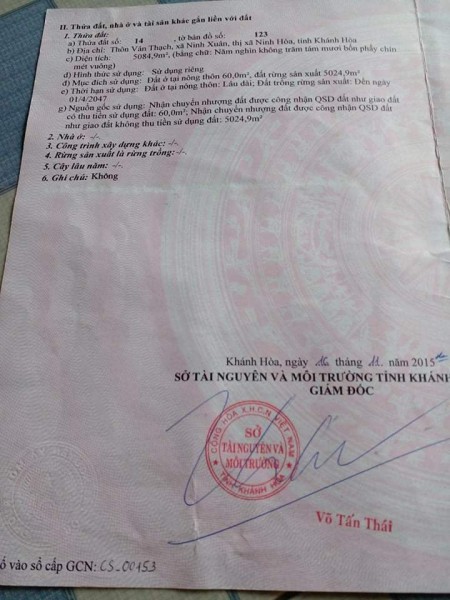 II. Thửa đất, nhà ở và tài sản khác gắn liền với đất
1. Thửa đất:
a) Thửa đất số: 14 , tờ bản đồ số: 123
b) Địa chỉ: Thôn Vân Thạch, xã Ninh Xuân, thị xã Ninh Hòa, tỉnh Khánh Hòa
c) Diện tích: 5084,9m², (bằng chữ: Năm nghìn không trăm tám mươi bốn phẩy chín
mét vuông)
d) Hình thức sử dụng: Sử dụng riêng
đ) Mục đích sử dụng: Đất ở tại nông thôn 60,0m², đất rừng sản xuất 5024,9m²
e) Thời hạn sử dụng: Đất ở tại nông thôn: Lâu dài; Đất trồng rừng sản xuất: Đến ngày
01/4/2047
g) Nguồn gốc sử dụng: Nhận chuyển nhượng đất được công nhận QSD đất như giao đất
có thu tiền sử dụng đất: 60,0m²; Nhận chuyển nhượng đất được công nhận QSD đất
như giao đất không thu tiền sử dụng đất: 5024,9m²
2. Nhà ở: -/-
3. Công trình xây dựng khác: -/-
4. Rừng sản xuất là rừng trồng: -/-
5. Cây lâu năm: -/-
6. Ghi chú: Không
Khánh Hòa, ngày 16 tháng 11 năm 2015
SỞ TÀI NGUYÊN VÀ MÔI TRƯỜNG TỈNH KHÁNH
GIÁM ĐỐC
CỘNG HÒA X.H.C.N VIỆT NAM
SỞ
TÀI NGUYÊN VÀ
MÔI TRƯỜNG
TỈNH KHÁNH HÒA
Võ Tấn Thái
ố vào sổ cấp GCN: CS_00153